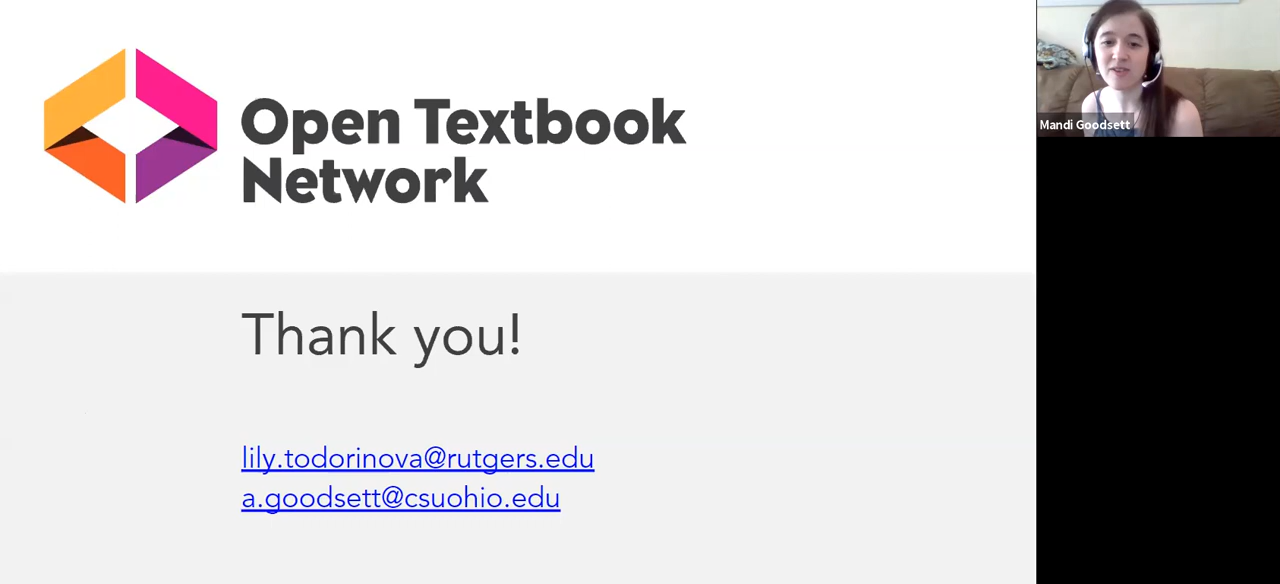 Open Textbook
Network
Mandi Goodsett
Thank you!
lily.todorinova@rutgers.edu
a.goodsett@csuohio.edu